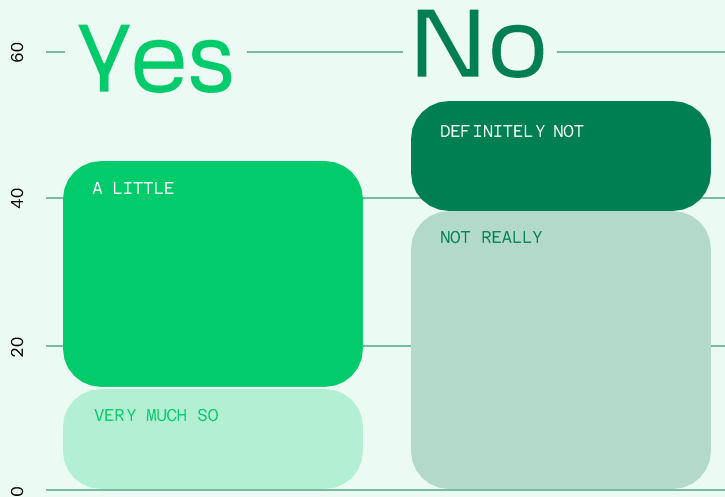 60
Yes
No
DEFINITELY NOT
A LITTLE
40
NOT REALLY
20
VERY MUCH SO
0